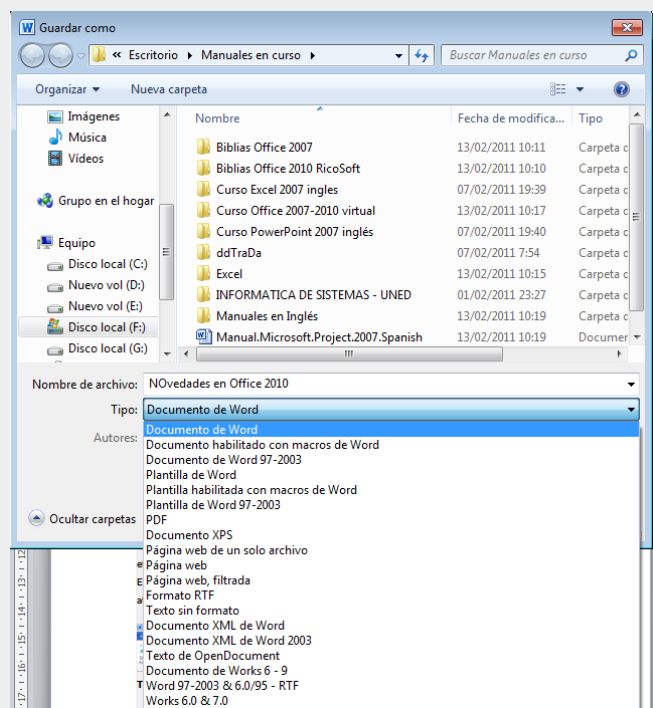 Guardar como
« Escritorio Manuales en curso
Buscar Manuales en curso
Organizar Nueva carpeta
Imágenes
Música
Vídeos
Grupo en el hogar
Equipo
Disco local (C:)
Nuevo vol (D:)
Nuevo vol (E:)
Disco local (F:)
Disco local (G:)
Nombre Fecha de modifica... Tipo
Biblias Office 2007 13/02/2011 10:11 Carpeta c
Biblias Office 2010 RicoSoft 13/02/2011 10:10 Carpeta c
Curso Excel 2007 ingles 07/02/2011 19:39 Carpeta c
Curso Office 2007-2010 virtual 13/02/2011 10:17 Carpeta c
Curso PowerPoint 2007 inglés 07/02/2011 19:40 Carpeta c
ddTraDa 07/02/2011 7:54 Carpeta c
Excel 13/02/2011 10:15 Carpeta c
INFORMATICA DE SISTEMAS - UNED 01/02/2011 23:27 Carpeta c
Manuales en Inglés 13/02/2011 10:19 Carpeta c
Manual.Microsoft.Project.2007.Spanish 13/02/2011 10:19 Documer
Nombre de archivo: NOvedades en Office 2010
Tipo: Documento de Word
Autores:
Documento de Word
Documento habilitado con macros de Word
Documento de Word 97-2003
Plantilla de Word
Plantilla habilitada con macros de Word
Plantilla de Word 97-2003
Ocultar carpetas
PDF
Documento XPS
Página web de un solo archivo
Página web
Página web, filtrada
Formato RTF
Texto sin formato
Documento XML de Word
Documento XML de Word 2003
Texto de OpenDocument
Documento de Works 6 - 9
Word 97-2003 & 6.0/95 - RTF
Works 6.0 & 7.0
12
13
14
15
16
17